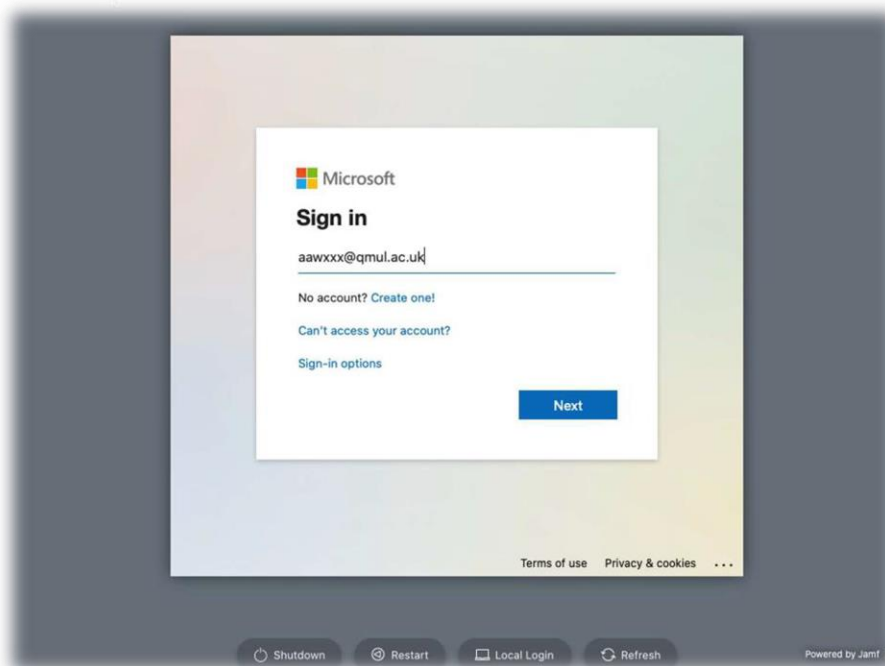 Microsoft
Sign in
aawxxx@qmul.ac.uk
No account? Create one!
Can't access your account?
Sign-in options
Next
Terms of use Privacy & cookies ...
Shutdown Restart Local Login Refresh Powered by Jamf